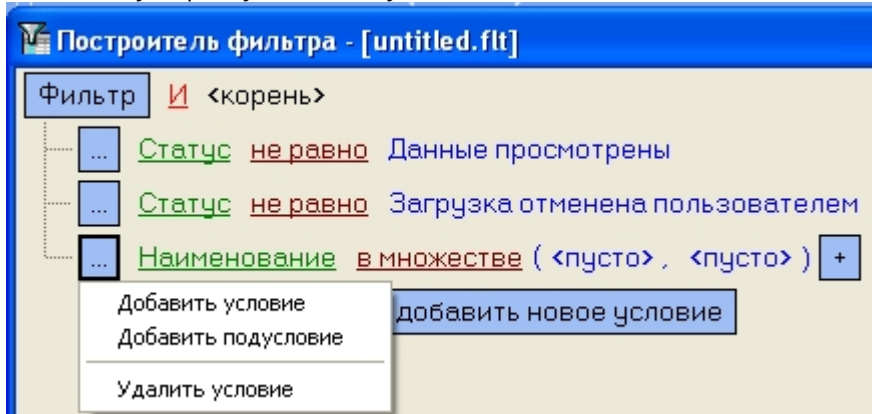 Построитель фильтра - [untitled.flt]
Фильтр И <корень>
... Статус не равно Данные просмотрены
... Статус не равно Загрузка отменена пользователем
... Наименование в множестве ( <пусто> , <пусто> ) +
Добавить условие
добавить новое условие
Добавить подусловие
Удалить условие